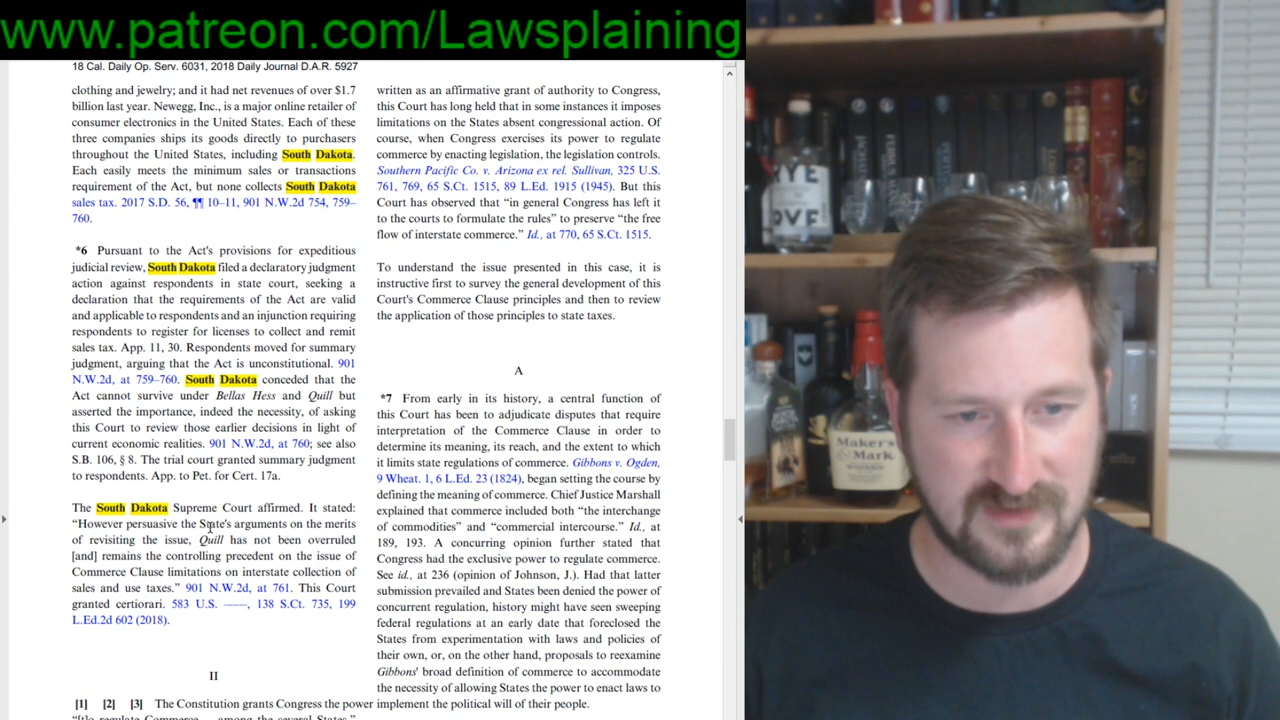 www.patreon.com/Lawsplaining
18 Cal. Daily Op. Serv. 6031, 2018 Daily Journal D.A.R. 5927
clothing and jewelry; and it had net revenues of over $1.7
billion last year. Newegg, Inc., is a major online retailer of
consumer electronics in the United States. Each of these
three companies ships its goods directly to purchasers
throughout the United States, including South Dakota.
Each easily meets the minimum sales or transactions
requirement of the Act, but none collects South Dakota
sales tax. 2017 S.D. 56, ¶¶ 10–11, 901 N.W.2d 754, 759–
760.
*6 Pursuant to the Act's provisions for expeditious
judicial review, South Dakota filed a declaratory judgment
action against respondents in state court, seeking a
declaration that the requirements of the Act are valid
and applicable to respondents and an injunction requiring
respondents to register for licenses to collect and remit
sales tax. App. 11, 30. Respondents moved for summary
judgment, arguing that the Act is unconstitutional. 901
N.W.2d, at 759–760. South Dakota conceded that the
Act cannot survive under Bellas Hess and Quill but
asserted the importance, indeed the necessity, of asking
this Court to review those earlier decisions in light of
current economic realities. 901 N.W.2d, at 760; see also
S.B. 106, § 8. The trial court granted summary judgment
to respondents. App. to Pet. for Cert. 17a.
The South Dakota Supreme Court affirmed. It stated:
“However persuasive the State's arguments on the merits
of revisiting the issue, Quill has not been overruled
[and] remains the controlling precedent on the issue of
Commerce Clause limitations on interstate collection of
sales and use taxes.” 901 N.W.2d, at 761. This Court
granted certiorari. 583 U.S. ––––, 138 S.Ct. 735, 199
L.Ed.2d 602 (2018).
II
[1] [2] [3] The Constitution grants Congress the power
“[t]o regulate Commerce ... among the several States.”
written as an affirmative grant of authority to Congress,
this Court has long held that in some instances it imposes
limitations on the States absent congressional action. Of
course, when Congress exercises its power to regulate
commerce by enacting legislation, the legislation controls.
Southern Pacific Co. v. Arizona ex rel. Sullivan, 325 U.S.
761, 769, 65 S.Ct. 1515, 89 L.Ed. 1915 (1945). But this
Court has observed that “in general Congress has left it
to the courts to formulate the rules” to preserve “the free
flow of interstate commerce.” Id., at 770, 65 S.Ct. 1515.
To understand the issue presented in this case, it is
instructive first to survey the general development of this
Court's Commerce Clause principles and then to review
the application of those principles to state taxes.
A
*7 From early in its history, a central function of
this Court has been to adjudicate disputes that require
interpretation of the Commerce Clause in order to
determine its meaning, its reach, and the extent to which
it limits state regulations of commerce. Gibbons v. Ogden,
9 Wheat. 1, 6 L.Ed. 23 (1824), began setting the course by
defining the meaning of commerce. Chief Justice Marshall
explained that commerce included both “the interchange
of commodities” and “commercial intercourse.” Id., at
189, 193. A concurring opinion further stated that
Congress had the exclusive power to regulate commerce.
See id., at 236 (opinion of Johnson, J.). Had that latter
submission prevailed and States been denied the power of
concurrent regulation, history might have seen sweeping
federal regulations at an early date that foreclosed the
States from experimentation with laws and policies of
their own, or, on the other hand, proposals to reexamine
Gibbons' broad definition of commerce to accommodate
the necessity of allowing States the power to enact laws to
implement the political will of their people.
RYE
Maker's
Mark